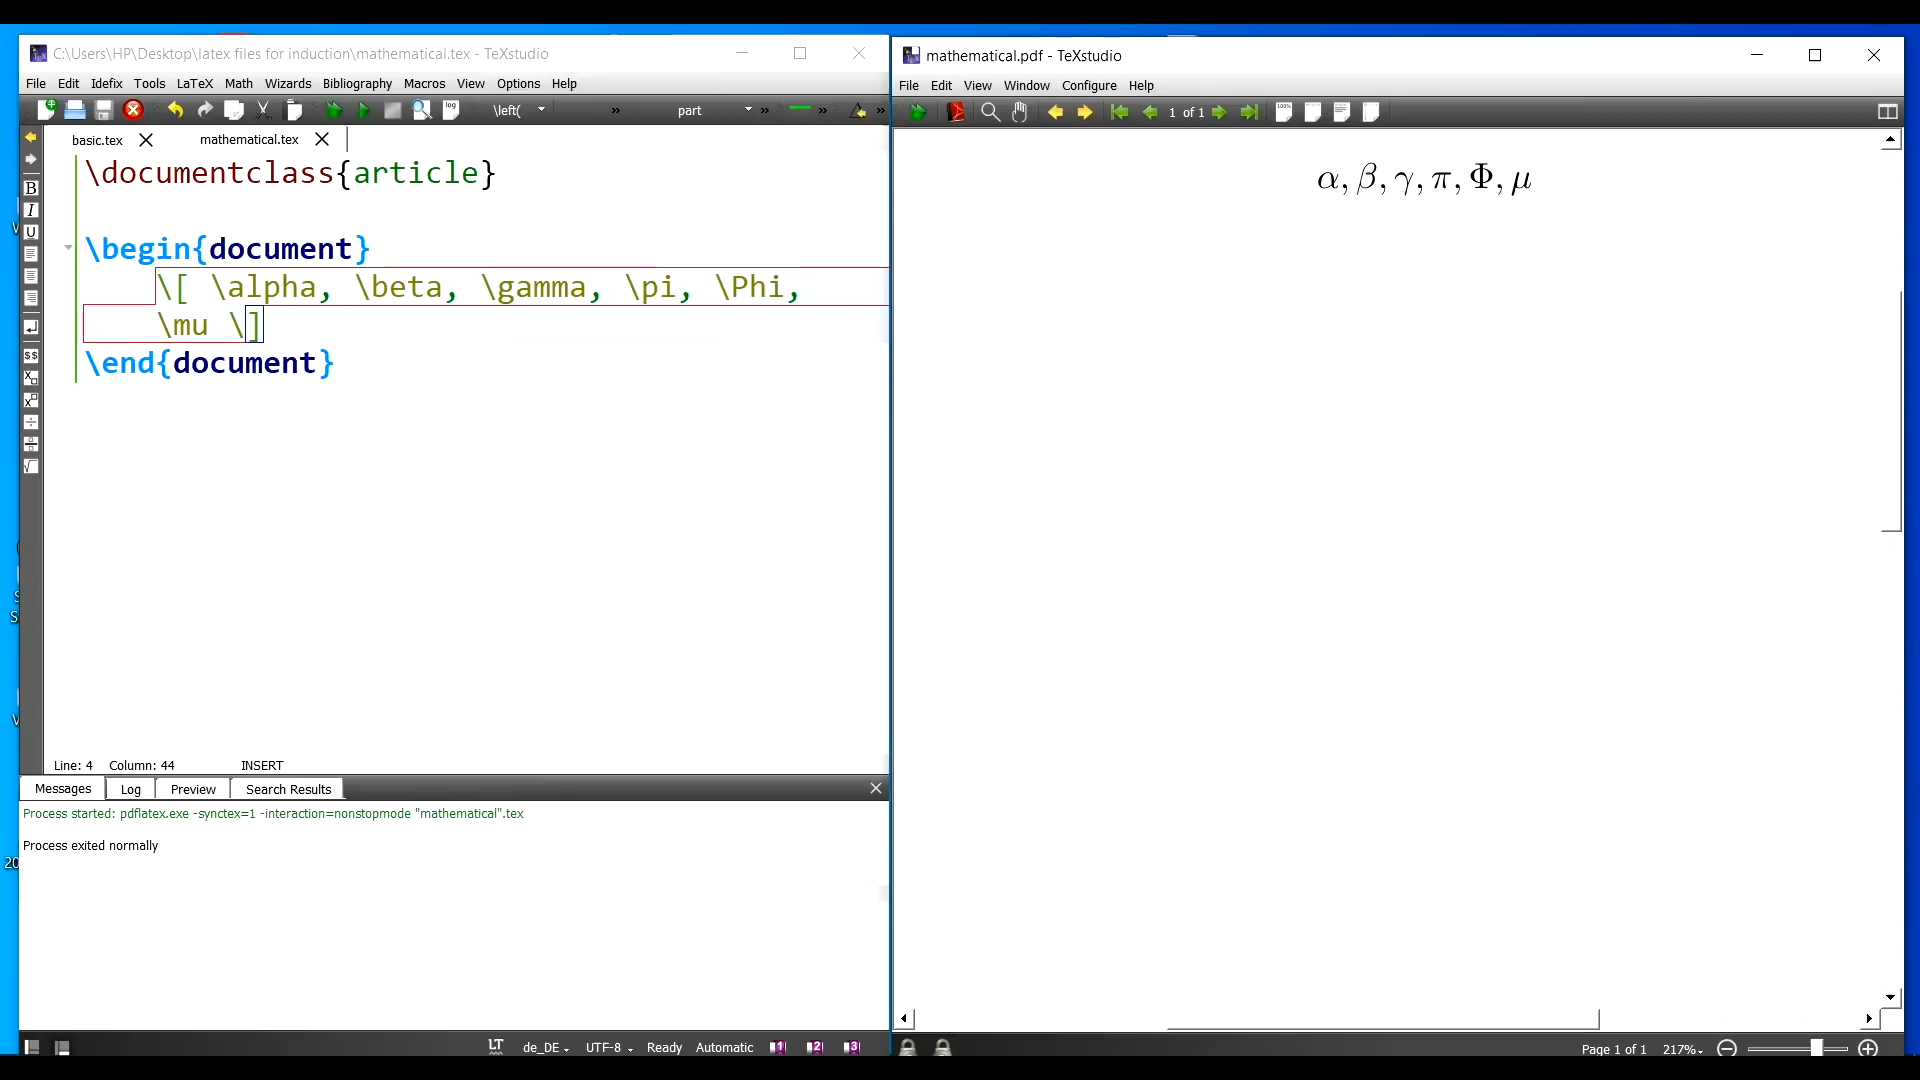 C:\Users\HP\Desktop\latex files for induction\mathematical.tex - TeXstudio
File Edit Idefix Tools LaTeX Math Wizards Bibliography Macros View Options Help
\left( » part » »
basic.tex mathematical.tex
\documentclass{article}
\begin{document}
\[ \alpha, \beta, \gamma, \pi, \Phi,
\mu \]
\end{document}
Line: 4 Column: 44 INSERT
Messages Log Preview Search Results
Process started: pdflatex.exe -synctex=1 -interaction=nonstopmode "mathematical".tex
Process exited normally
LT de_DE UTF-8 Ready Automatic 1 2 3
mathematical.pdf - TeXstudio
File Edit View Window Configure Help
1 of 1
α, β, γ, π, Φ, μ
Page 1 of 1 217%